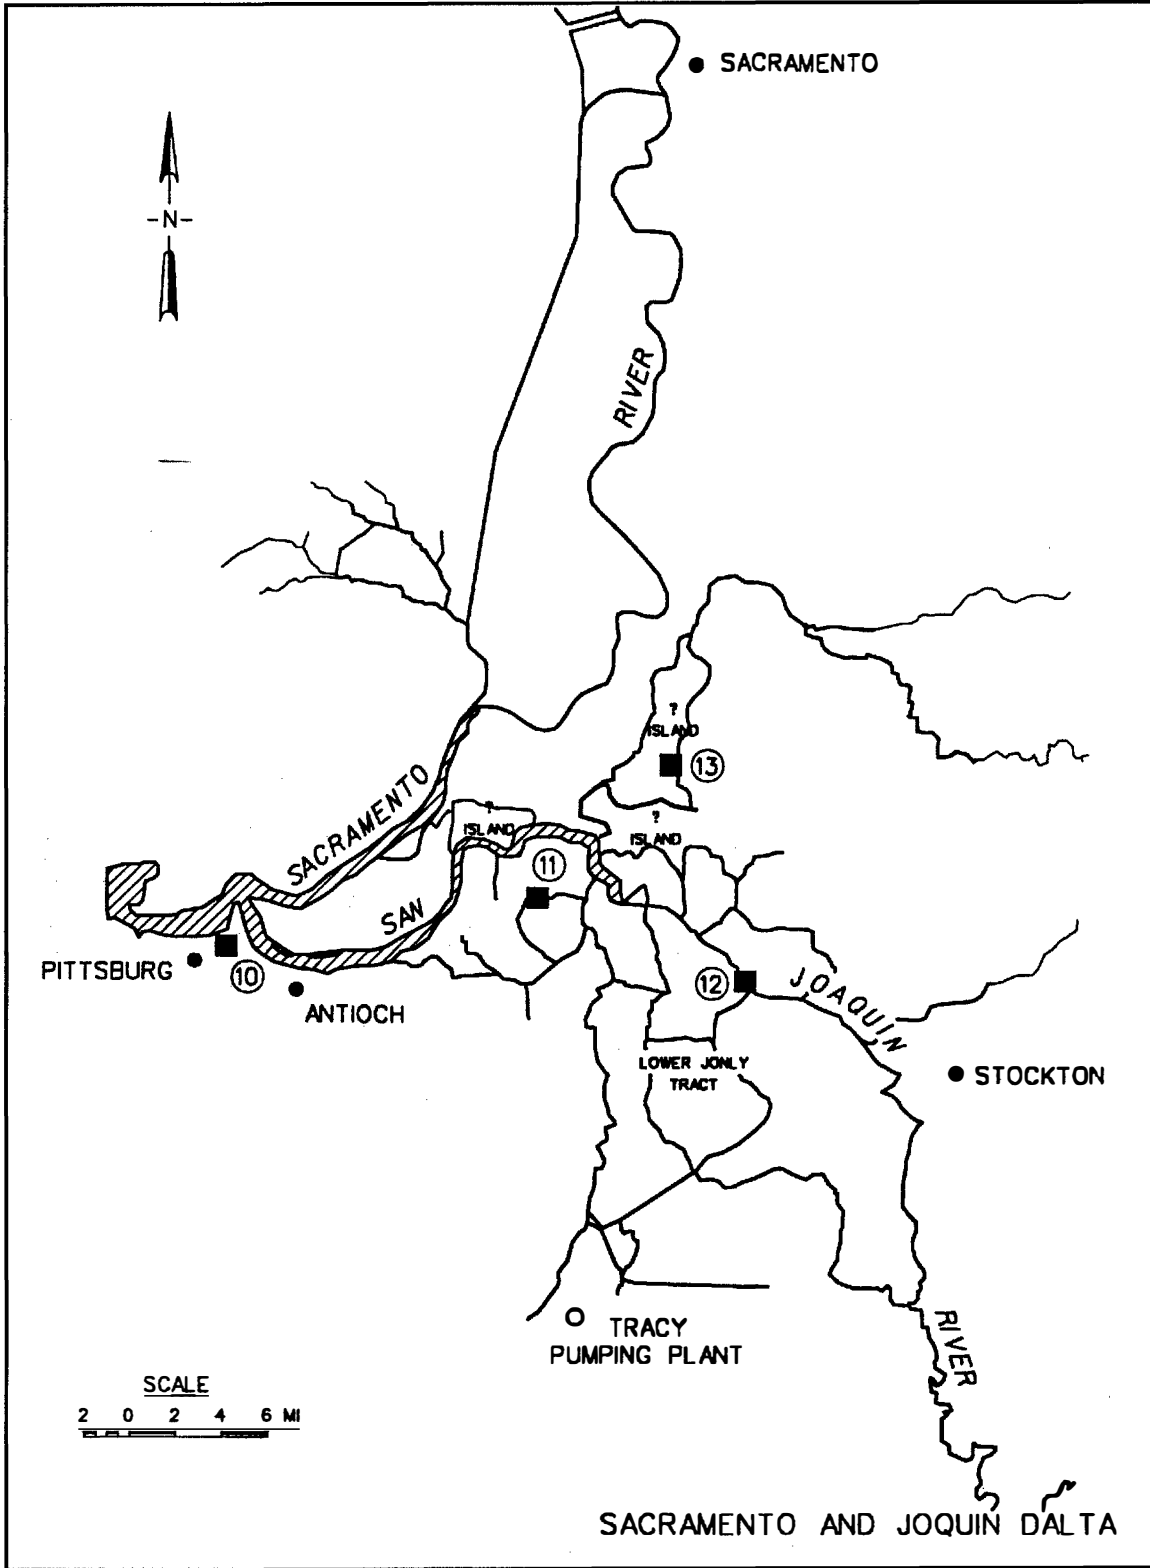 SACRAMENTO
-N-
RIVER
?
ISLAND
13
SACRAMENTO
?
ISLAND
?
ISLAND
11
SAN
PITTSBURG
10
ANTIOCH
12
JOAQUIN
LOWER JONLY
TRACT
STOCKTON
TRACY
PUMPING PLANT
RIVER
SCALE
2 0 2 4 6 MI
SACRAMENTO AND JOQUIN DALTA